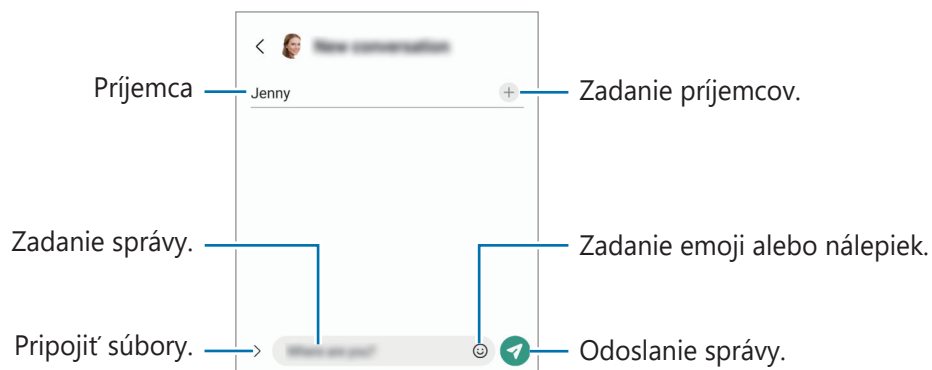 Príjemca
Jenny
Zadanie príjemcov.
Zadanie správy.
Zadanie emoji alebo nálepiek.
Pripojiť súbory.
Odoslanie správy.